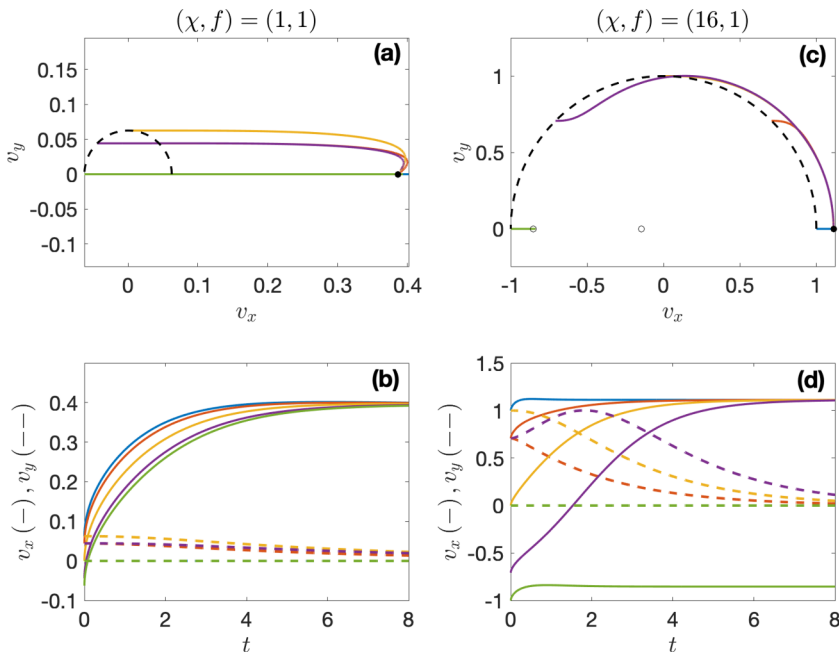 (χ, f) = (1, 1)
(a)
0.15
0.1
0.05
0
-0.05
-0.1
v_y
0 0.1 0.2 0.3 0.4
v_x
(χ, f) = (16, 1)
(c)
1
0.5
0
v_y
-1 -0.5 0 0.5 1
v_x
(b)
0.4
0.3
0.2
0.1
0
-0.1
v_x (−) , v_y (−−)
0 2 4 6 8
t
(d)
1.5
1
0.5
0
-0.5
-1
v_x (−) , v_y (−−)
0 2 4 6 8
t